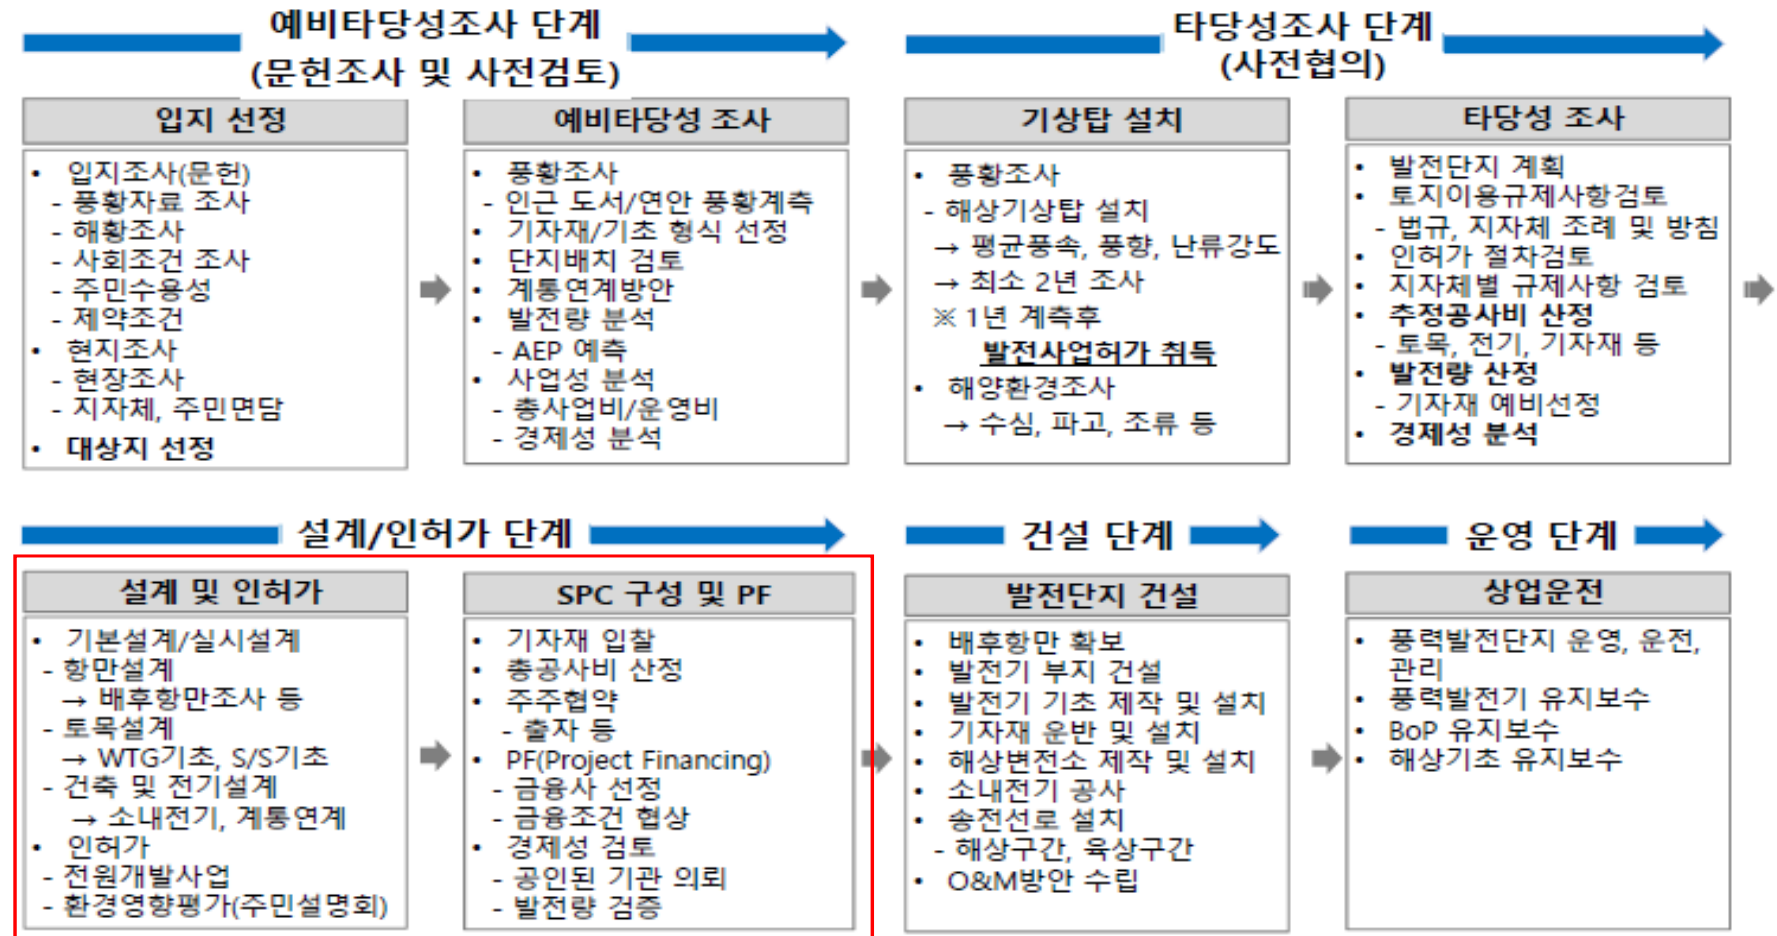 예비타당성조사 단계
(문헌조사 및 사전검토)
타당성조사 단계
(사전협의)
입지 선정
• 입지조사(문헌)
- 풍황자료 조사
- 해황조사
- 사회조건 조사
- 주민수용성
- 제약조건
• 현지조사
- 현장조사
- 지자체, 주민면담
• 대상지 선정
예비타당성 조사
• 풍황조사
- 인근 도서/연안 풍황계측
• 기자재/기초 형식 선정
• 단지배치 검토
• 계통연계방안
• 발전량 분석
- AEP 예측
• 사업성 분석
- 총사업비/운영비
- 경제성 분석
기상탑 설치
• 풍황조사
- 해상기상탑 설치
→ 평균풍속, 풍향, 난류강도
→ 최소 2년 조사
※ 1년 계측후
발전사업허가 취득
• 해양환경조사
→ 수심, 파고, 조류 등
타당성 조사
• 발전단지 계획
• 토지이용규제사항검토
- 법규, 지자체 조례 및 방침
• 인허가 절차검토
• 지자체별 규제사항 검토
• 추정공사비 산정
- 토목, 전기, 기자재 등
• 발전량 산정
- 기자재 예비선정
• 경제성 분석
설계/인허가 단계
건설 단계
운영 단계
설계 및 인허가
• 기본설계/실시설계
- 항만설계
→ 배후항만조사 등
- 토목설계
→ WTG기초, S/S기초
- 건축 및 전기설계
→ 소내전기, 계통연계
• 인허가
- 전원개발사업
- 환경영향평가(주민설명회)
SPC 구성 및 PF
• 기자재 입찰
• 총공사비 산정
• 주주협약
- 출자 등
• PF(Project Financing)
- 금융사 선정
- 금융조건 협상
• 경제성 검토
- 공인된 기관 의뢰
- 발전량 검증
발전단지 건설
• 배후항만 확보
• 발전기 부지 건설
• 발전기 기초 제작 및 설치
• 기자재 운반 및 설치
• 해상변전소 제작 및 설치
• 소내전기 공사
• 송전선로 설치
- 해상구간, 육상구간
• O&M방안 수립
상업운전
• 풍력발전단지 운영, 운전,
관리
• 풍력발전기 유지보수
• BoP 유지보수
• 해상기초 유지보수